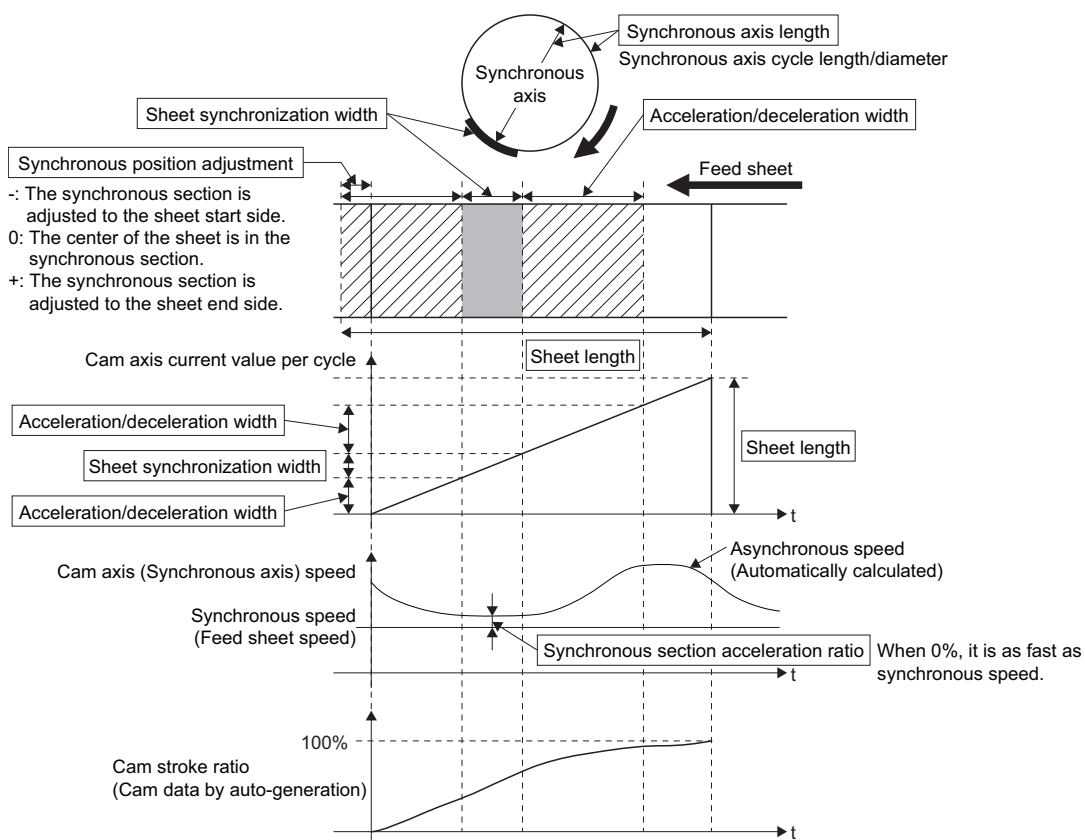 Synchronous axis length
Synchronous axis cycle length/diameter
Synchronous
axis
Sheet synchronization width
Acceleration/deceleration width
Synchronous position adjustment
Feed sheet
-: The synchronous section is
adjusted to the sheet start side.
0: The center of the sheet is in the
synchronous section.
+: The synchronous section is
adjusted to the sheet end side.
Sheet length
Cam axis current value per cycle
Acceleration/deceleration width
Sheet synchronization width
Acceleration/deceleration width
Sheet length
t
Cam axis (Synchronous axis) speed
Asynchronous speed
(Automatically calculated)
Synchronous speed
(Feed sheet speed)
Synchronous section acceleration ratio
When 0%, it is as fast as
synchronous speed.
t
100%
Cam stroke ratio
(Cam data by auto-generation)
t